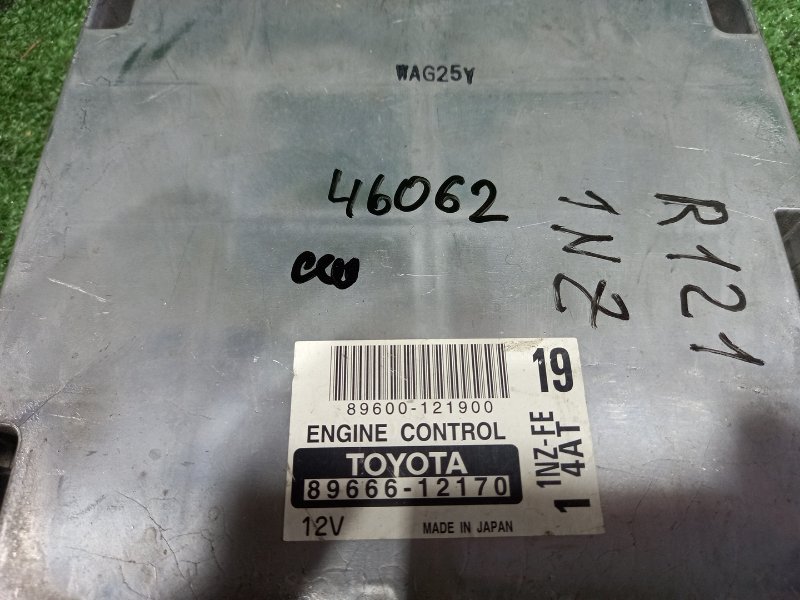 WAG25V
46062
R121
1NZ
89600-121900
ENGINE CONTROL
TOYOTA
89666-12170
12V
MADE IN JAPAN
19
1NZ-FE
4AT
1